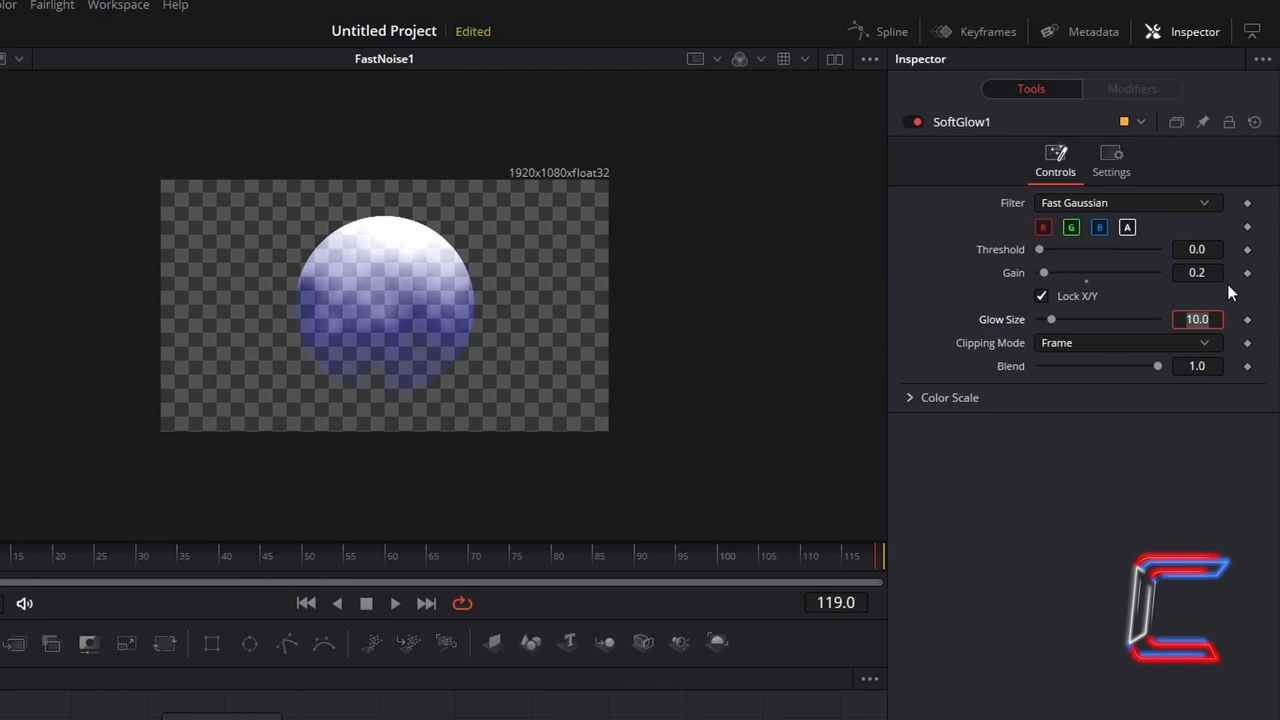 Fairlight Workspace Help
Untitled Project Edited
Spline Keyframes Metadata Inspector
FastNoise1
Inspector
Tools Modifiers
SoftGlow1
Controls Settings
1920x1080xfloat32
Filter Fast Gaussian
R G B A
Threshold 0.0
Gain 0.2
Lock X/Y
Glow Size 10.0
Clipping Mode Frame
Blend 1.0
Color Scale
15 20 25 30 35 40 45 50 55 60 65 70 75 80 85 90 95 100 105 110 115
119.0